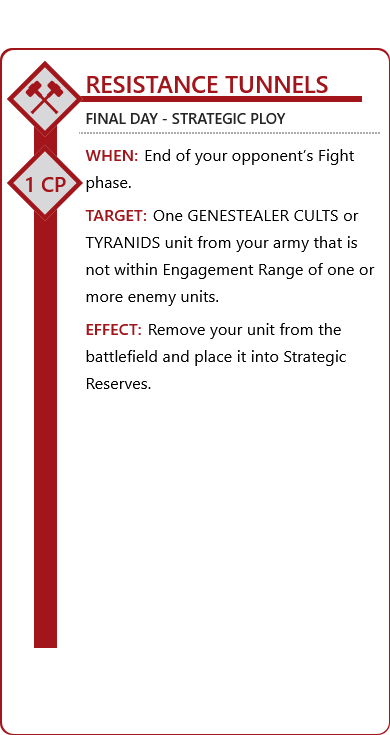 RESISTANCE TUNNELS
FINAL DAY - STRATEGIC PLOY
1 CP
WHEN: End of your opponent’s Fight
phase.
TARGET: One GENESTEALER CULTS or
TYRANIDS unit from your army that is
not within Engagement Range of one or
more enemy units.
EFFECT: Remove your unit from the
battlefield and place it into Strategic
Reserves.